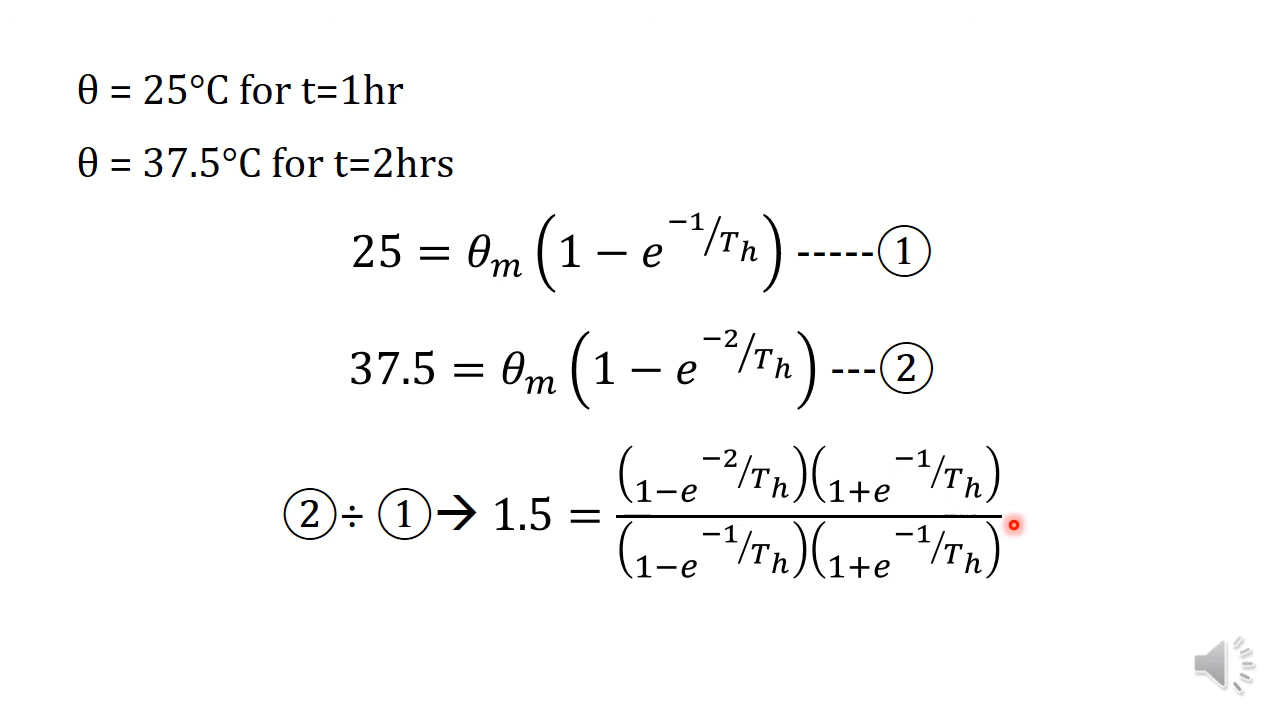 θ = 25°C for t=1hr
θ = 37.5°C for t=2hrs
25 = θₘ (1 − e^(−1/Tₕ)) -----①
37.5 = θₘ (1 − e^(−2/Tₕ)) ---②
②÷ ①→ 1.5 = (1−e^(−2/Tₕ))(1+e^(−1/Tₕ)) / (1−e^(−1/Tₕ))(1+e^(−1/Tₕ))